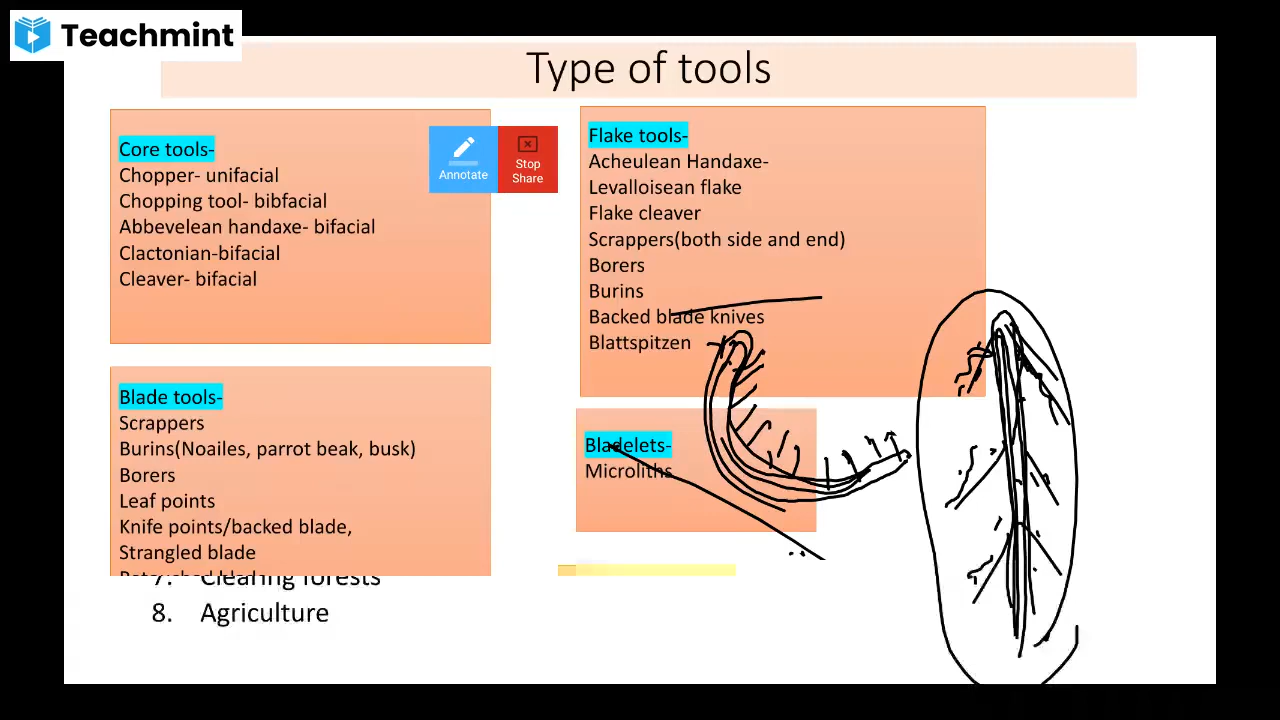 Teachmint
Type of tools
Core tools-
Chopper- unifacial
Chopping tool- bibfacial
Abbevelean handaxe- bifacial
Clactonian-bifacial
Cleaver- bifacial
Annotate
Stop
Share
Flake tools-
Acheulean Handaxe-
Levalloisean flake
Flake cleaver
Scrappers(both side and end)
Borers
Burins
Backed blade knives
Blattspitzen
Blade tools-
Scrappers
Burins(Noailes, parrot beak, busk)
Borers
Leaf points
Knife points/backed blade,
Strangled blade
Bladelets-
Microliths
7. Clearing forests
8. Agriculture